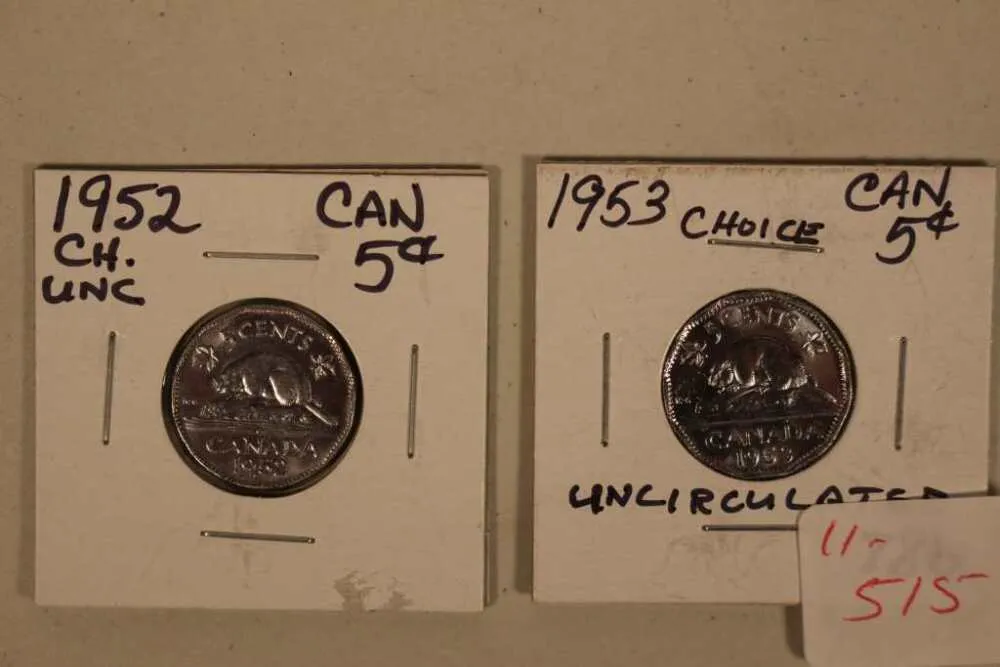 1952 CAN
CH. 5¢
UNC
5 CENTS
CANADA
1952
1953 CHOICE CAN
5¢
5 CENTS
CANADA
1953
UNCIRCULATED
11-
515